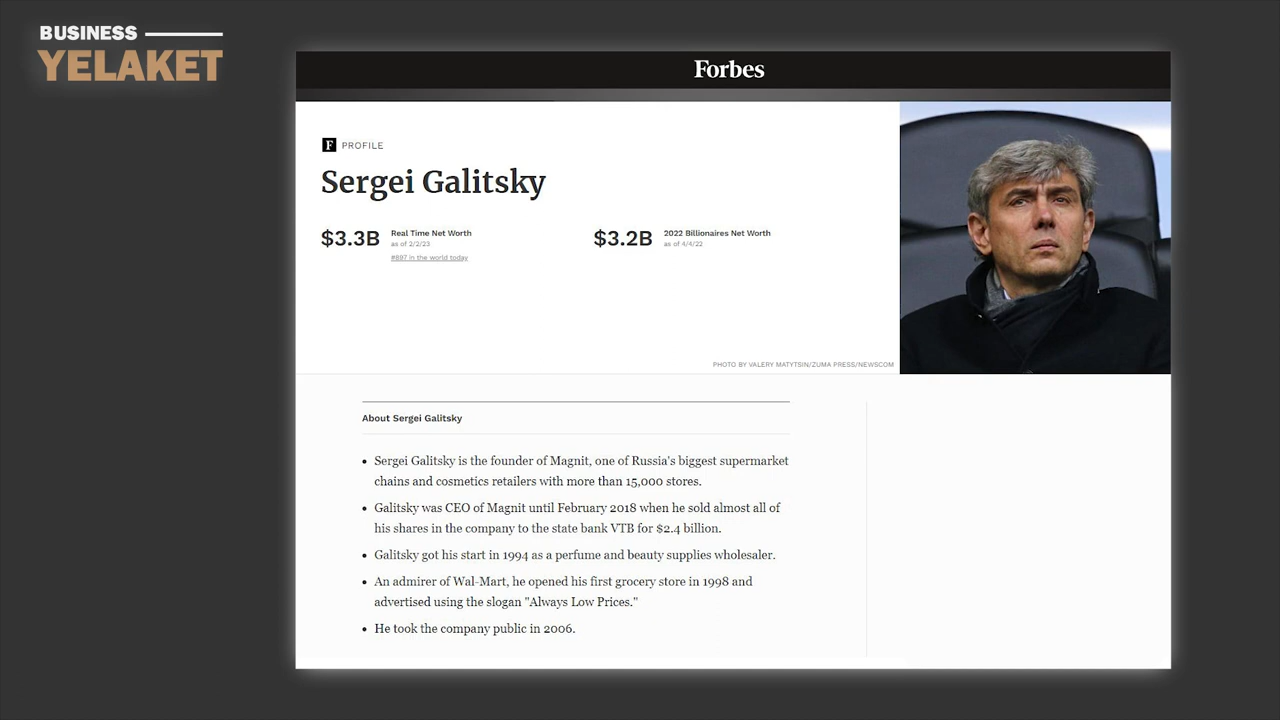 BUSINESS
YELAKET
Forbes
F PROFILE
Sergei Galitsky
$3.3B
Real Time Net Worth
as of 2/2/23
#897 in the world today
$3.2B
2022 Billionaires Net Worth
as of 4/4/22
PHOTO BY VALERY MATYTSIN/ZUMA PRESS/NEWSCOM
About Sergei Galitsky
• Sergei Galitsky is the founder of Magnit, one of Russia's biggest supermarket
chains and cosmetics retailers with more than 15,000 stores.
• Galitsky was CEO of Magnit until February 2018 when he sold almost all of
his shares in the company to the state bank VTB for $2.4 billion.
• Galitsky got his start in 1994 as a perfume and beauty supplies wholesaler.
• An admirer of Wal-Mart, he opened his first grocery store in 1998 and
advertised using the slogan "Always Low Prices."
• He took the company public in 2006.